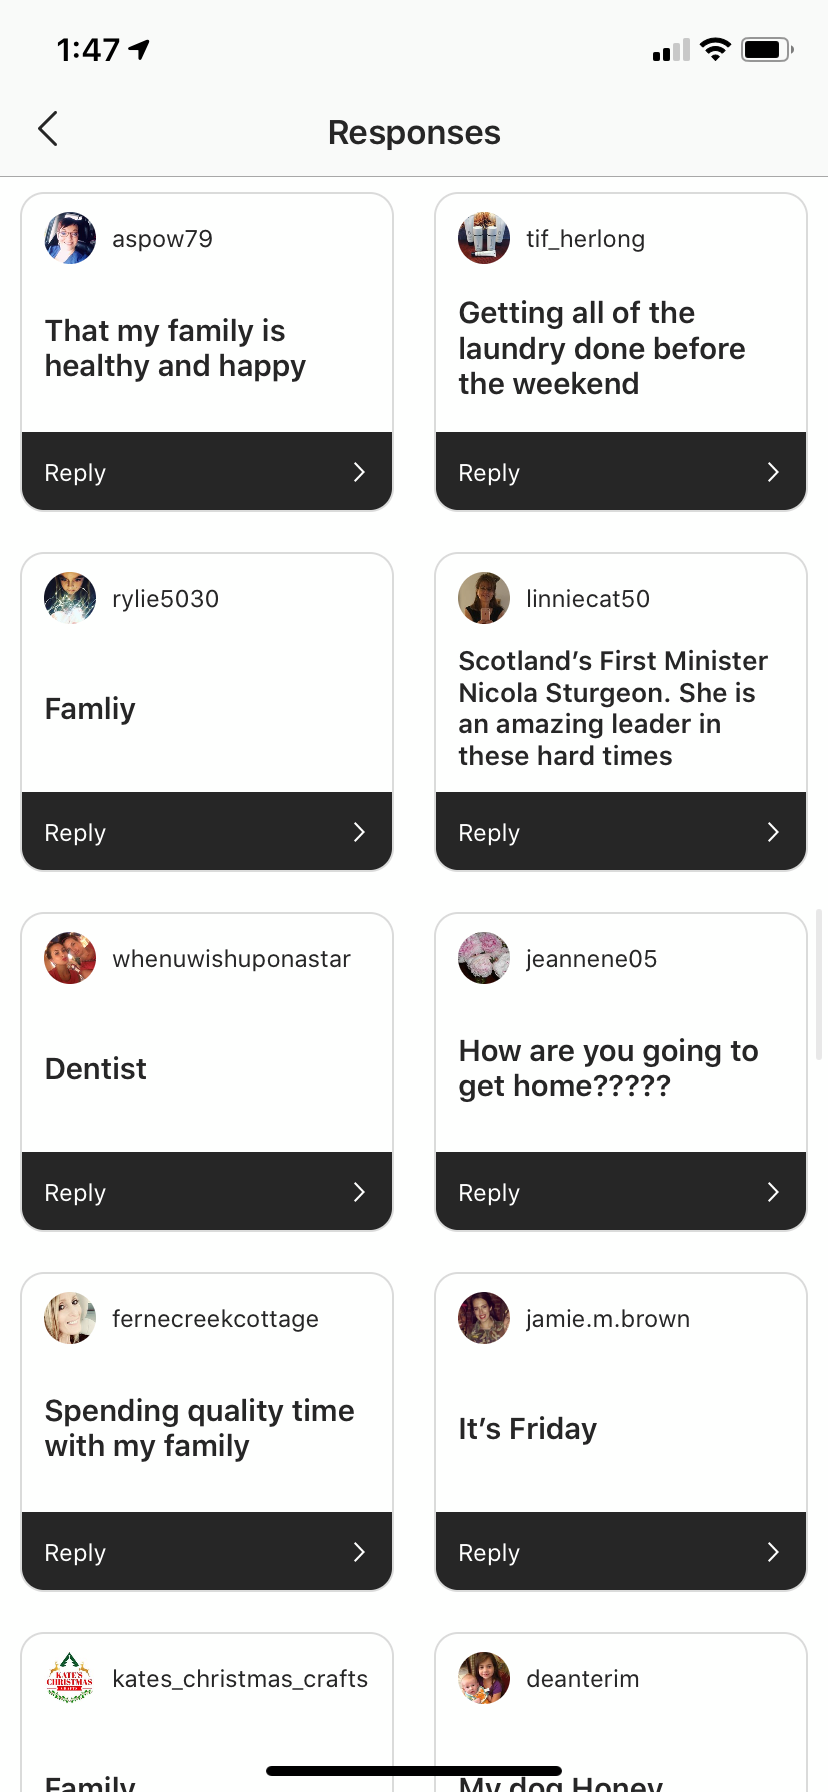 1:47
Responses
aspow79
That my family is
healthy and happy
Reply
tif_herlong
Getting all of the
laundry done before
the weekend
Reply
rylie5030
Famliy
Reply
linniecat50
Scotland’s First Minister
Nicola Sturgeon. She is
an amazing leader in
these hard times
Reply
whenuwishuponastar
Dentist
Reply
jeannene05
How are you going to
get home?????
Reply
fernecreekcottage
Spending quality time
with my family
Reply
jamie.m.brown
It’s Friday
Reply
KATE'S
CHRISTMAS
kates_christmas_crafts
Family
deanterim
My dog Honey